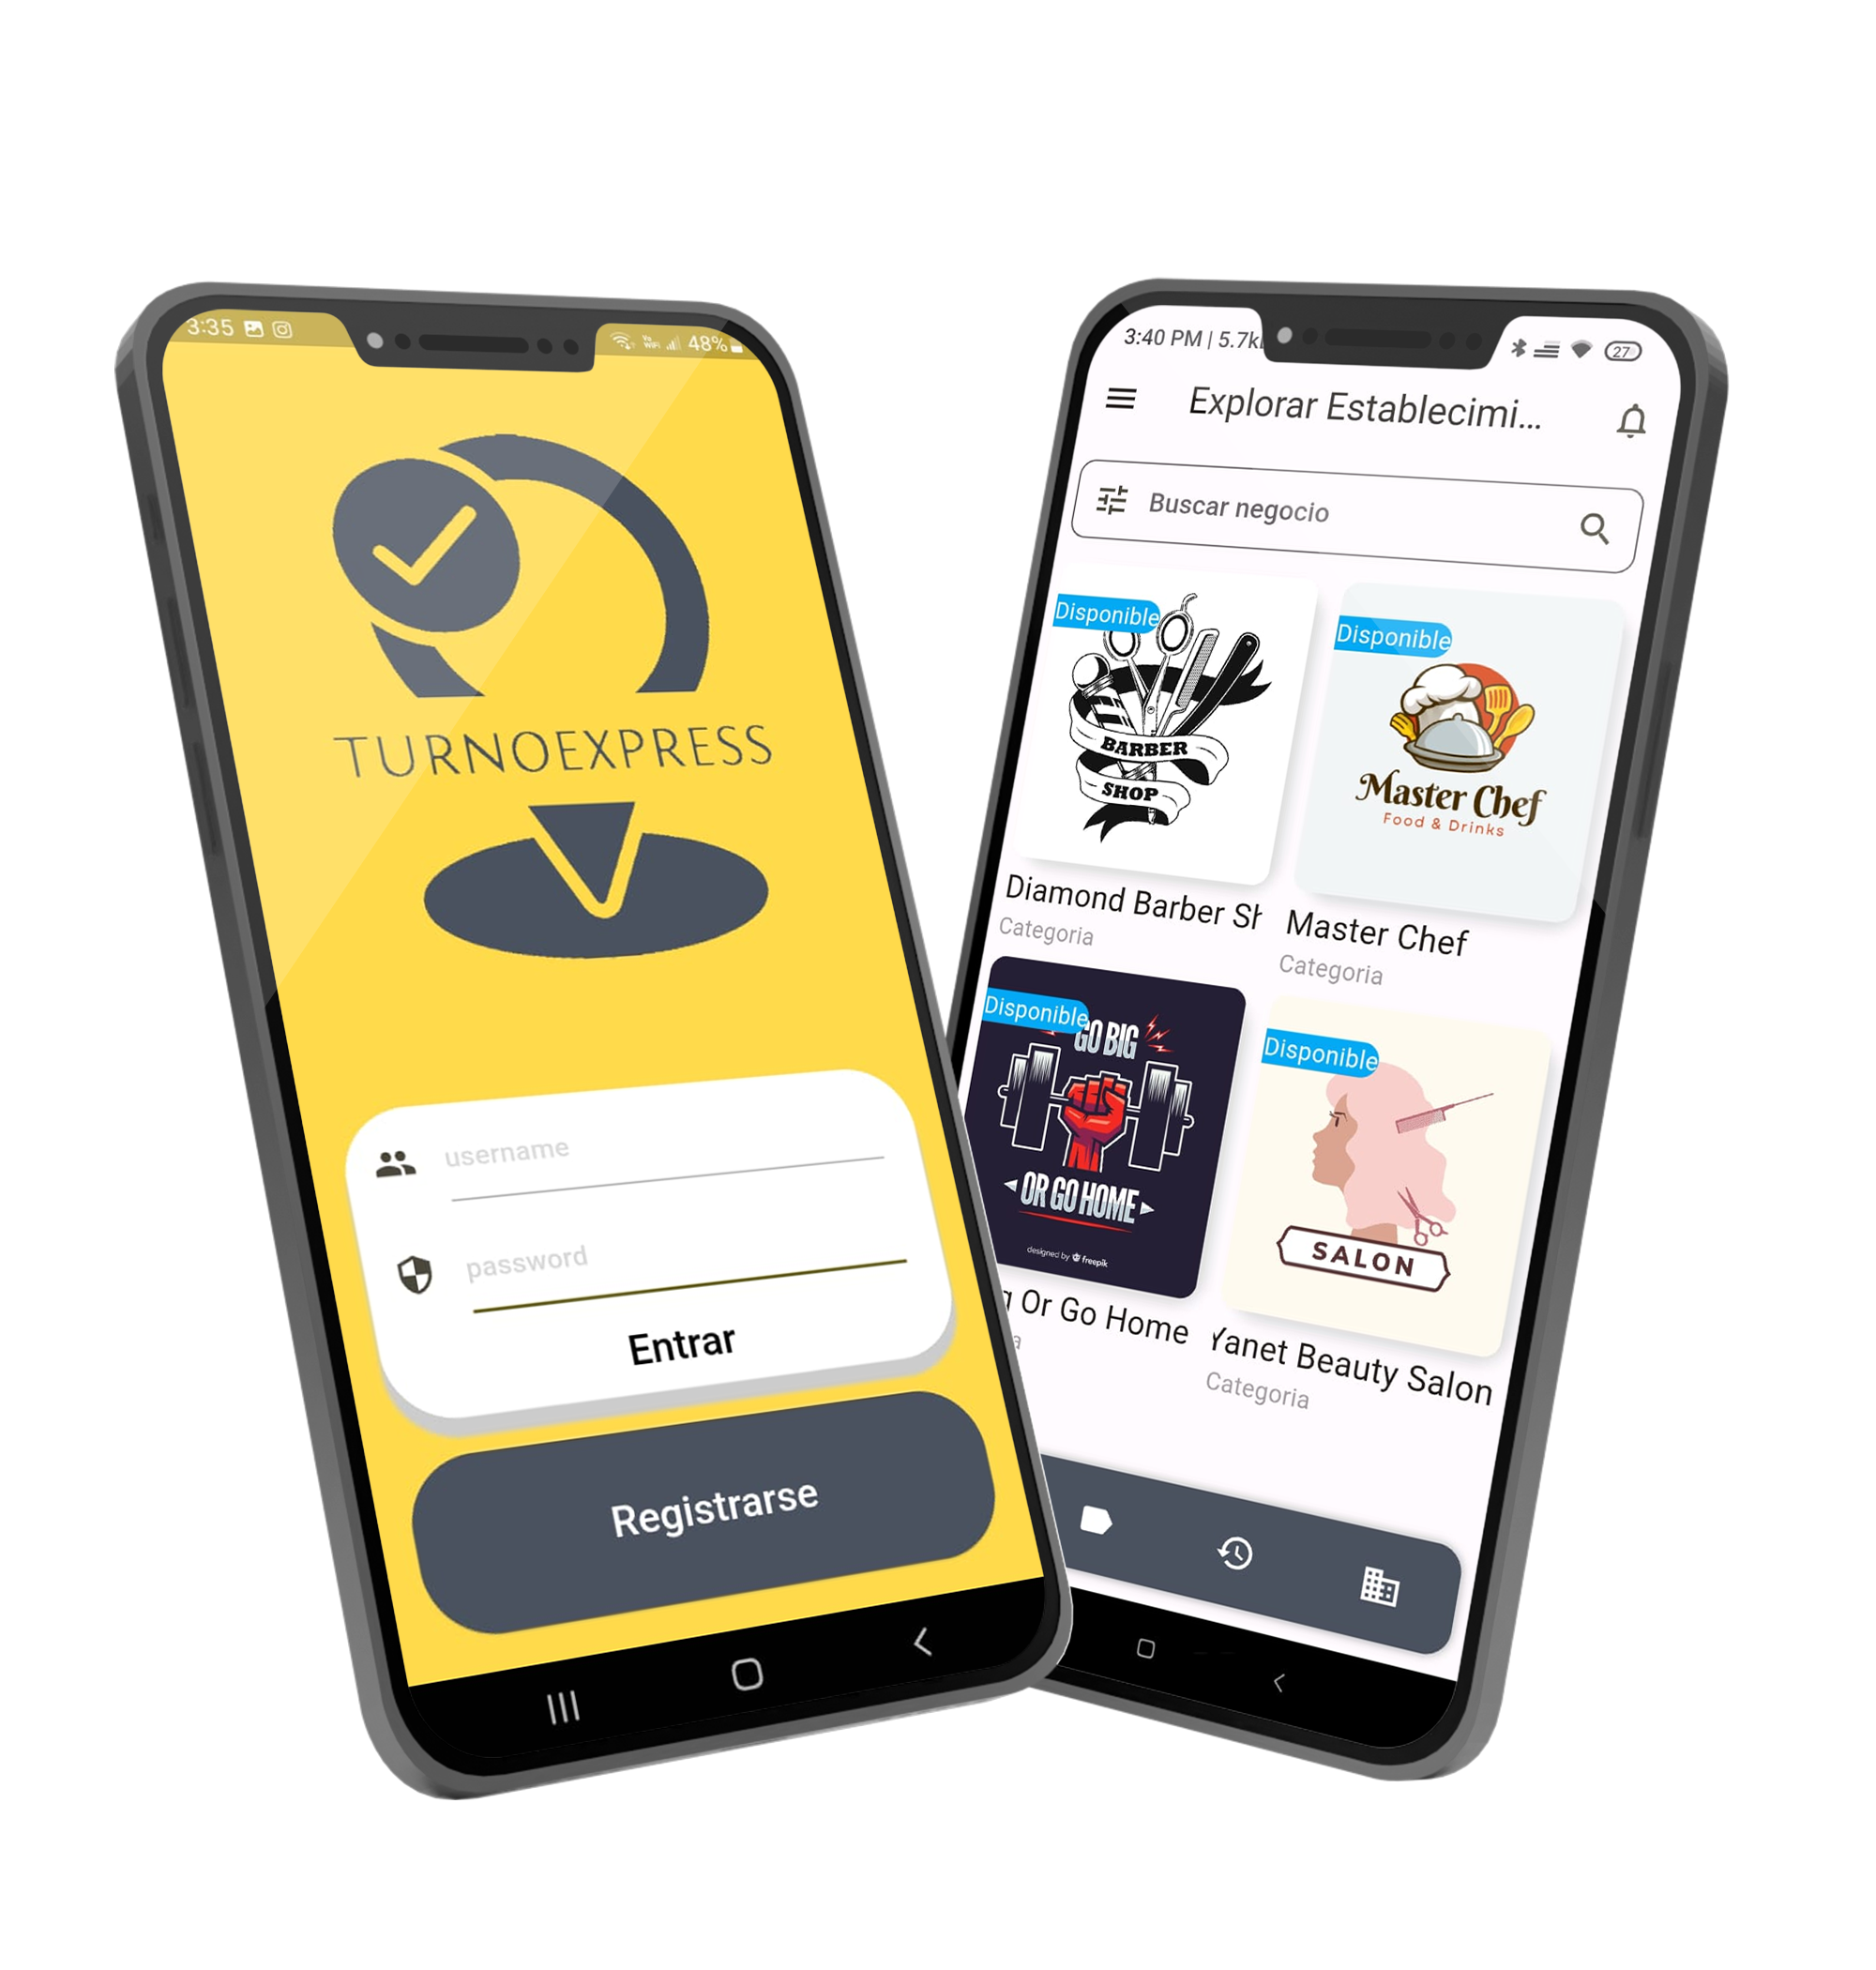 3:35
48%
TURNOEXPRESS
username
password
Entrar
Registrarse
3:40 PM | 5.7k
27
Explorar Establecimi...
Buscar negocio
Disponible
BARBER
SHOP
Diamond Barber Sh
Categoria
Disponible
Master Chef
Food & Drinks
Master Chef
Categoria
Disponible
GO BIG
OR GO HOME
designed by freepik
Or Go Home
Disponible
SALON
Yanet Beauty Salon
Categoria